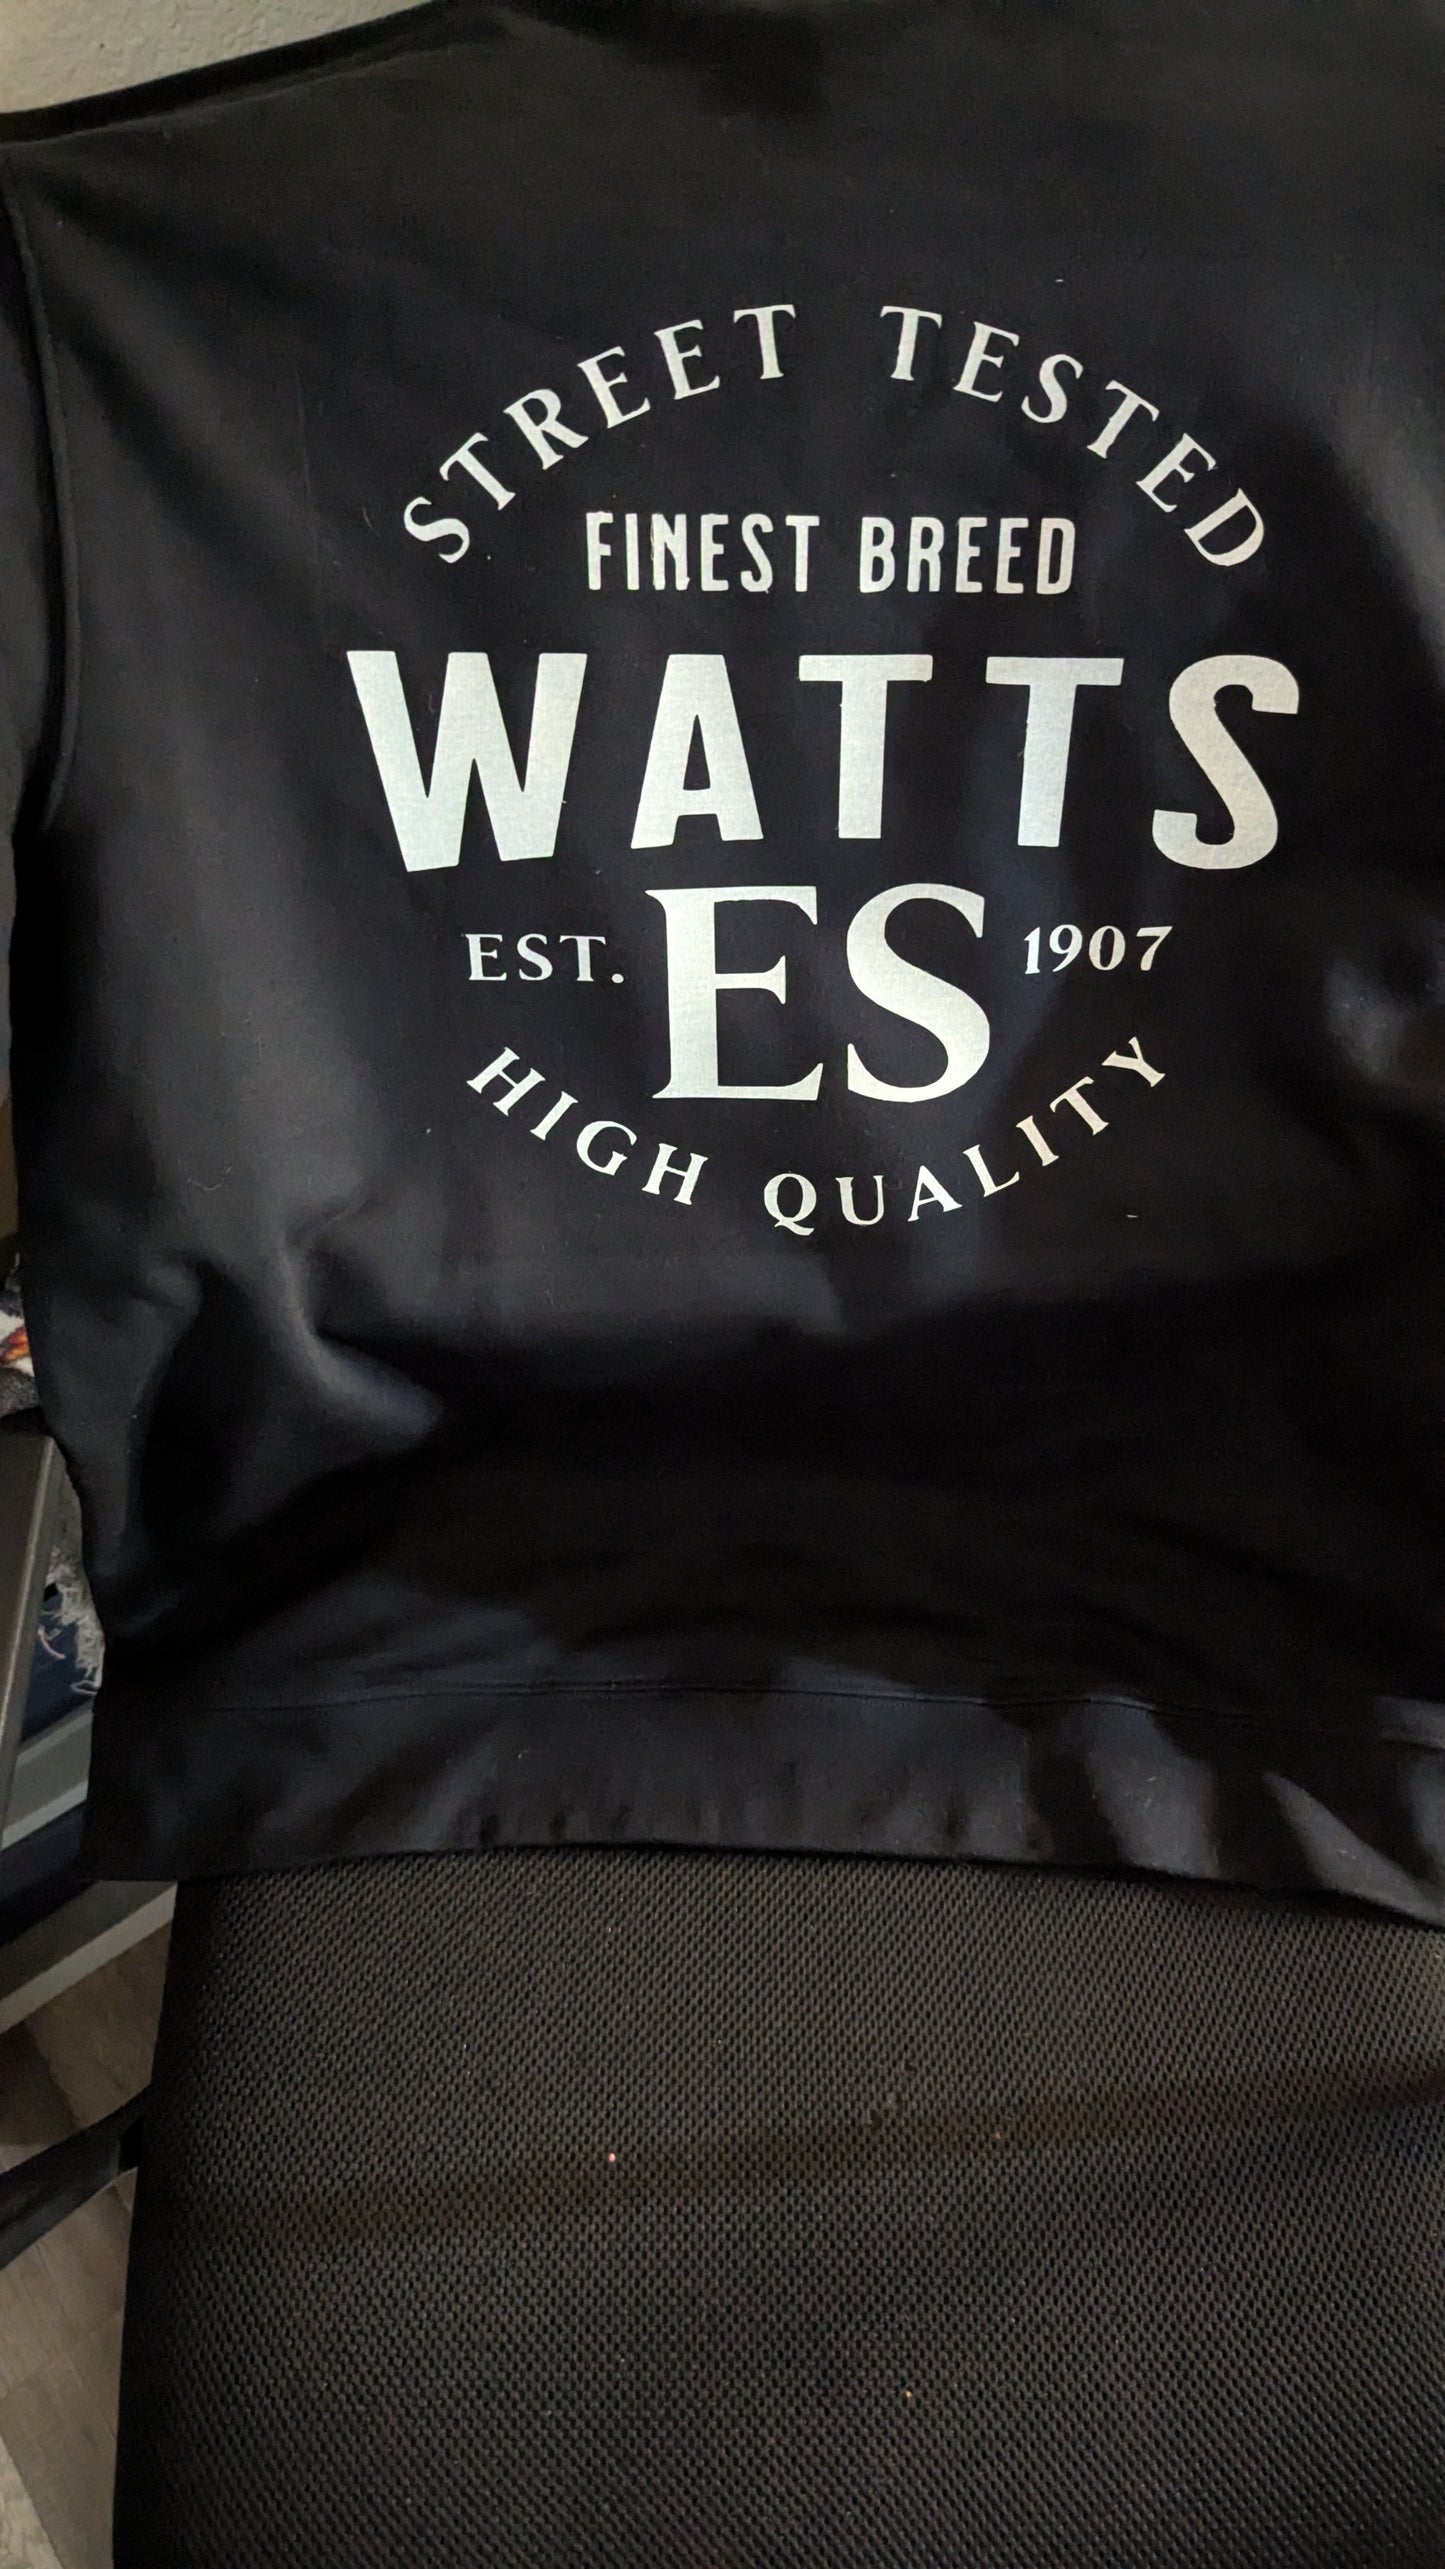 STREET TESTED
FINEST BREED
WATTS
EST. ES 1907
HIGH QUALITY